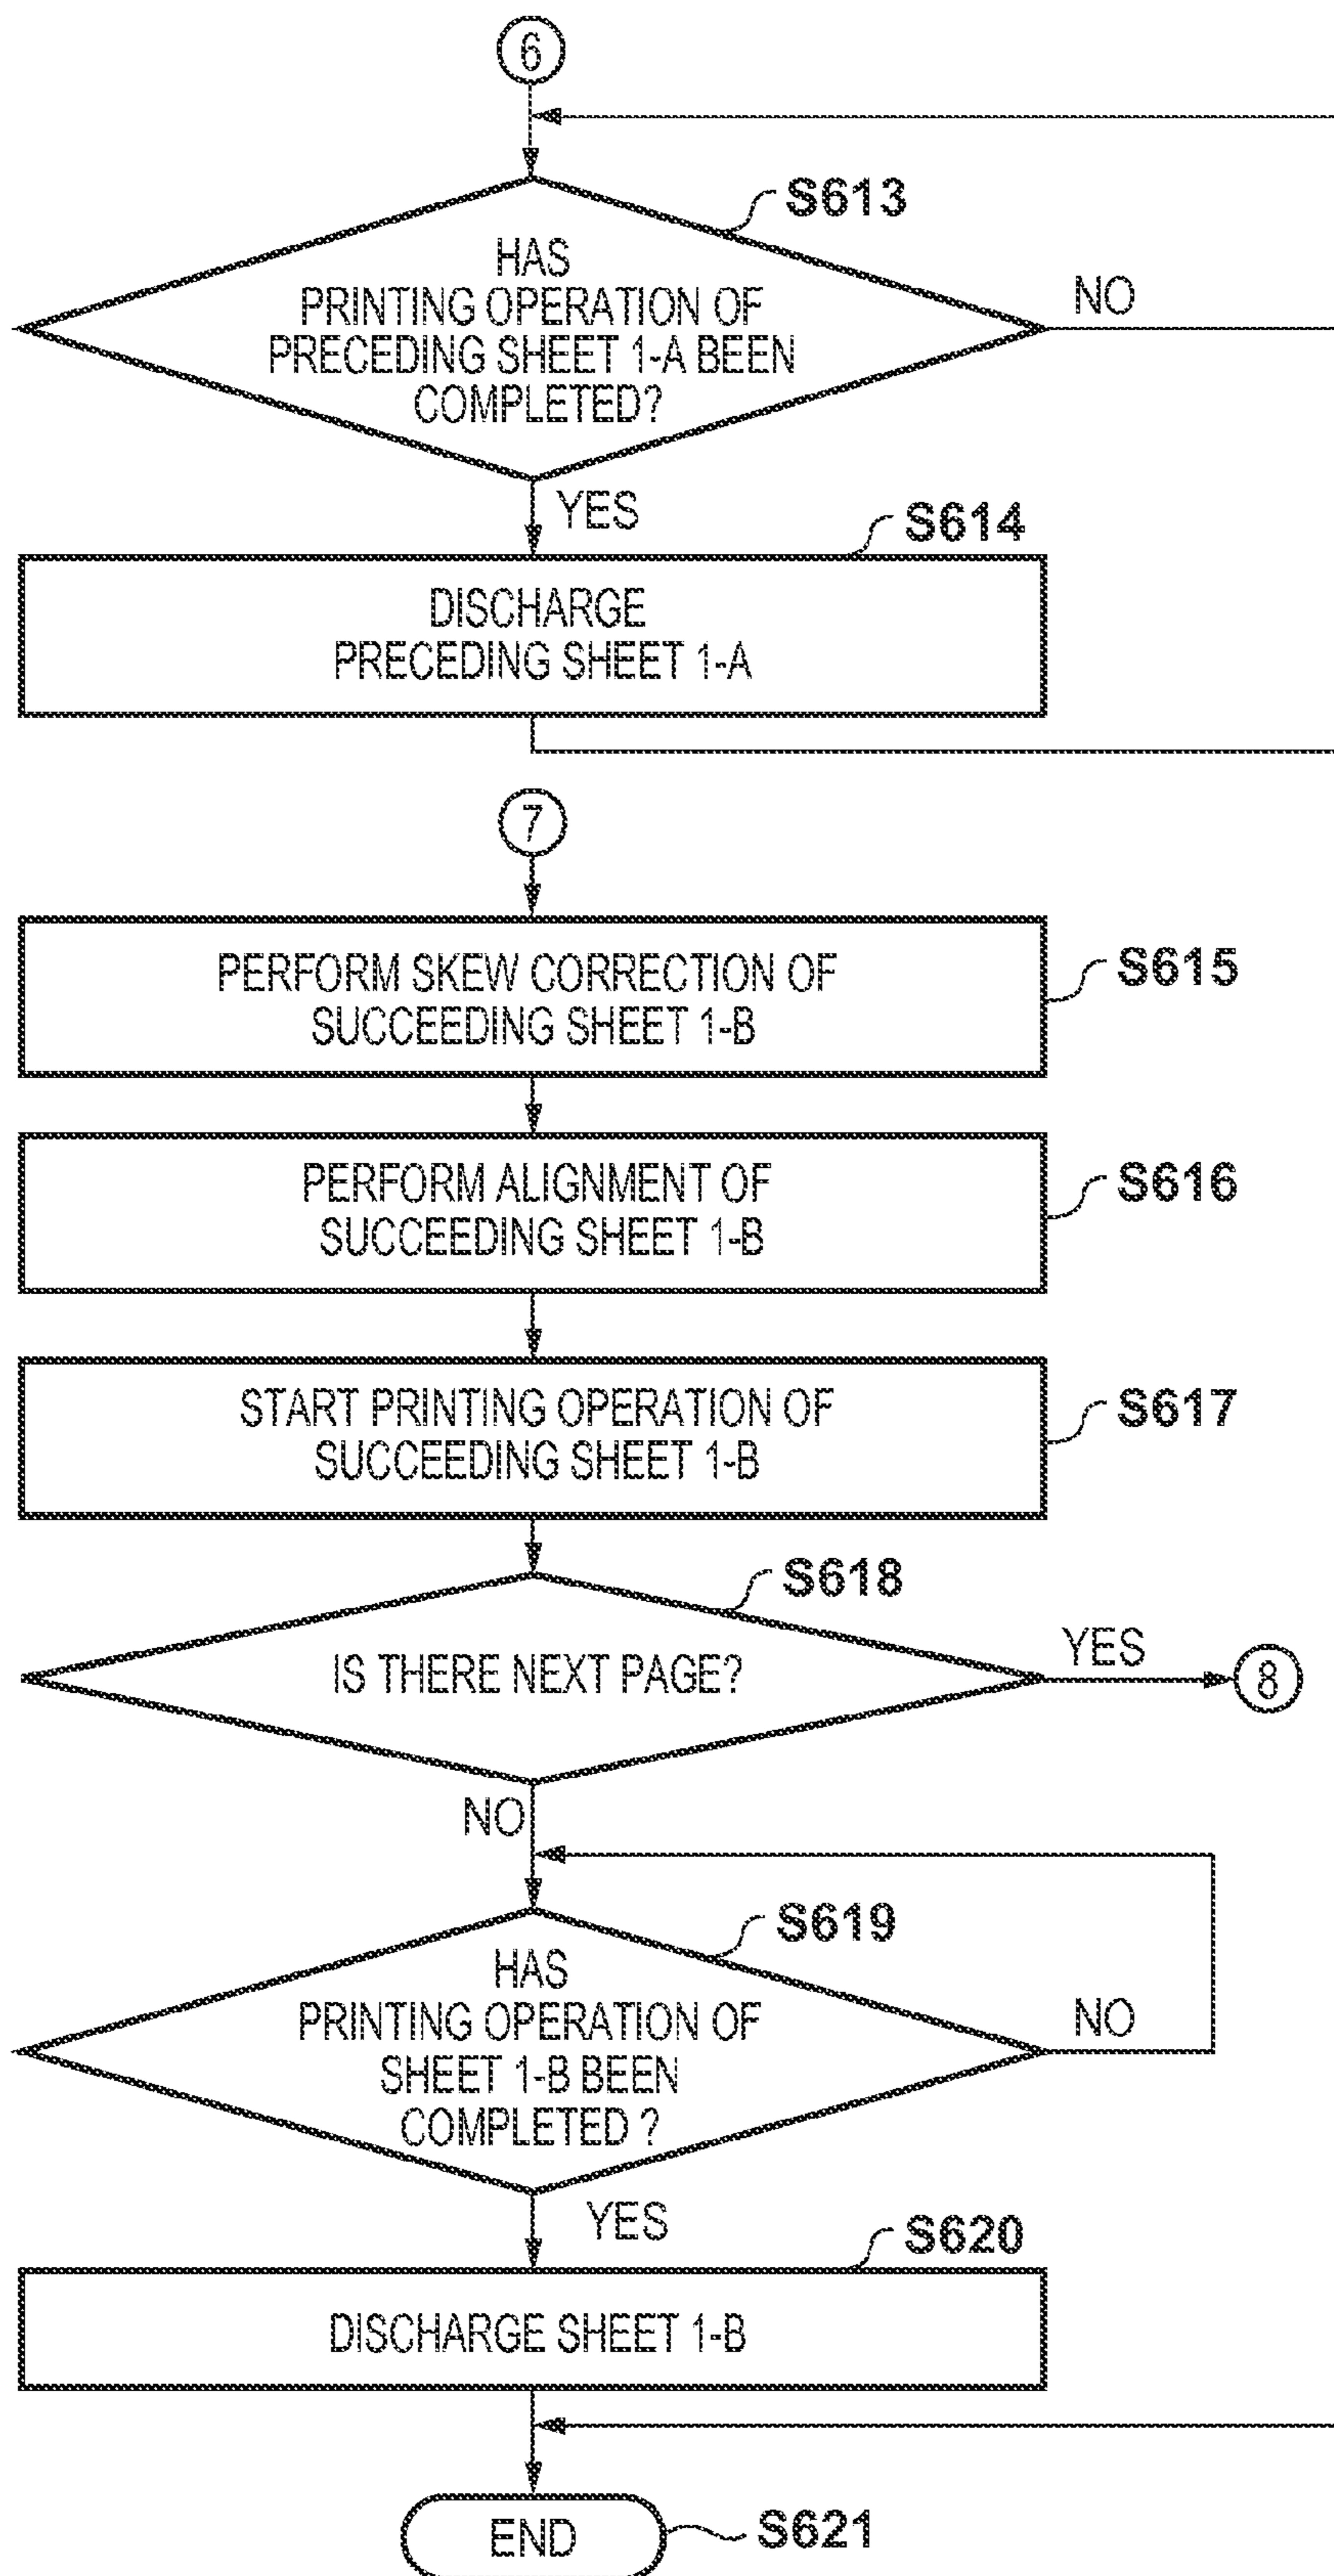 6
S613
HAS
PRINTING OPERATION OF
PRECEDING SHEET 1-A BEEN
COMPLETED?
NO
YES
S614
DISCHARGE
PRECEDING SHEET 1-A
7
PERFORM SKEW CORRECTION OF
SUCCEEDING SHEET 1-B
S615
PERFORM ALIGNMENT OF
SUCCEEDING SHEET 1-B
S616
START PRINTING OPERATION OF
SUCCEEDING SHEET 1-B
S617
S618
IS THERE NEXT PAGE?
YES
8
NO
S619
HAS
PRINTING OPERATION OF
SHEET 1-B BEEN
COMPLETED ?
NO
YES
S620
DISCHARGE SHEET 1-B
END
S621